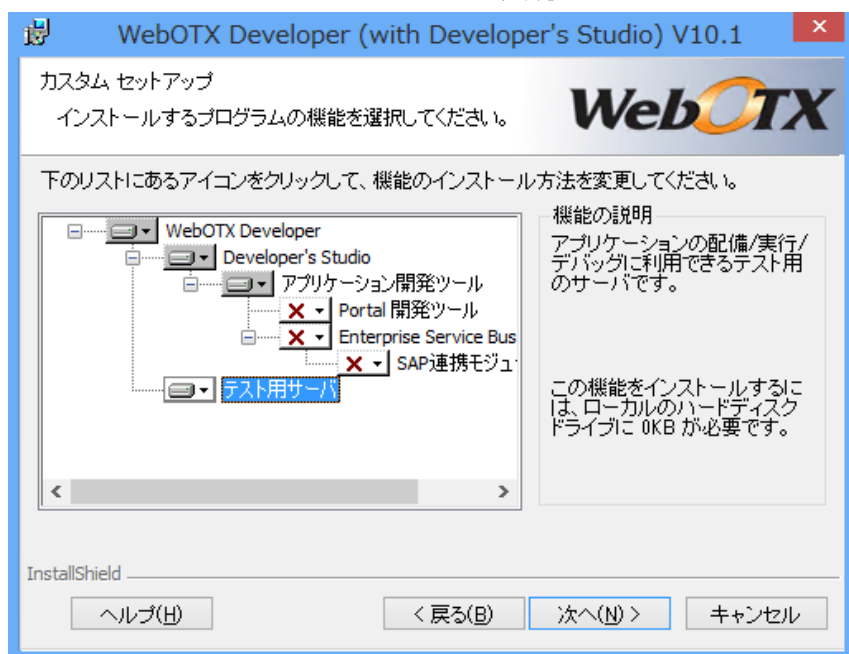 WebOTX Developer (with Developer's Studio) V10.1
カスタム セットアップ
インストールするプログラムの機能を選択してください。
WebOTX
下のリストにあるアイコンをクリックして、機能のインストール方法を変更してください。
WebOTX Developer
Developer's Studio
アプリケーション開発ツール
Portal 開発ツール
Enterprise Service Bus
SAP連携モジュ
テスト用サーバ
機能の説明
アプリケーションの配備/実行/
デバッグに利用できるテスト用
のサーバです。
この機能をインストールするに
は、ローカルのハードディスク
ドライブに 0KB が必要です。
InstallShield
ヘルプ(H)
< 戻る(B)
次へ(N) >
キャンセル